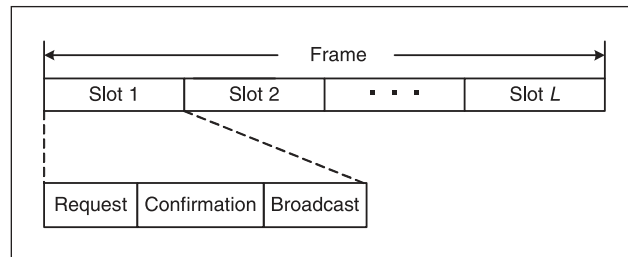 Frame
Slot 1 Slot 2 . . . Slot L
Request Confirmation Broadcast